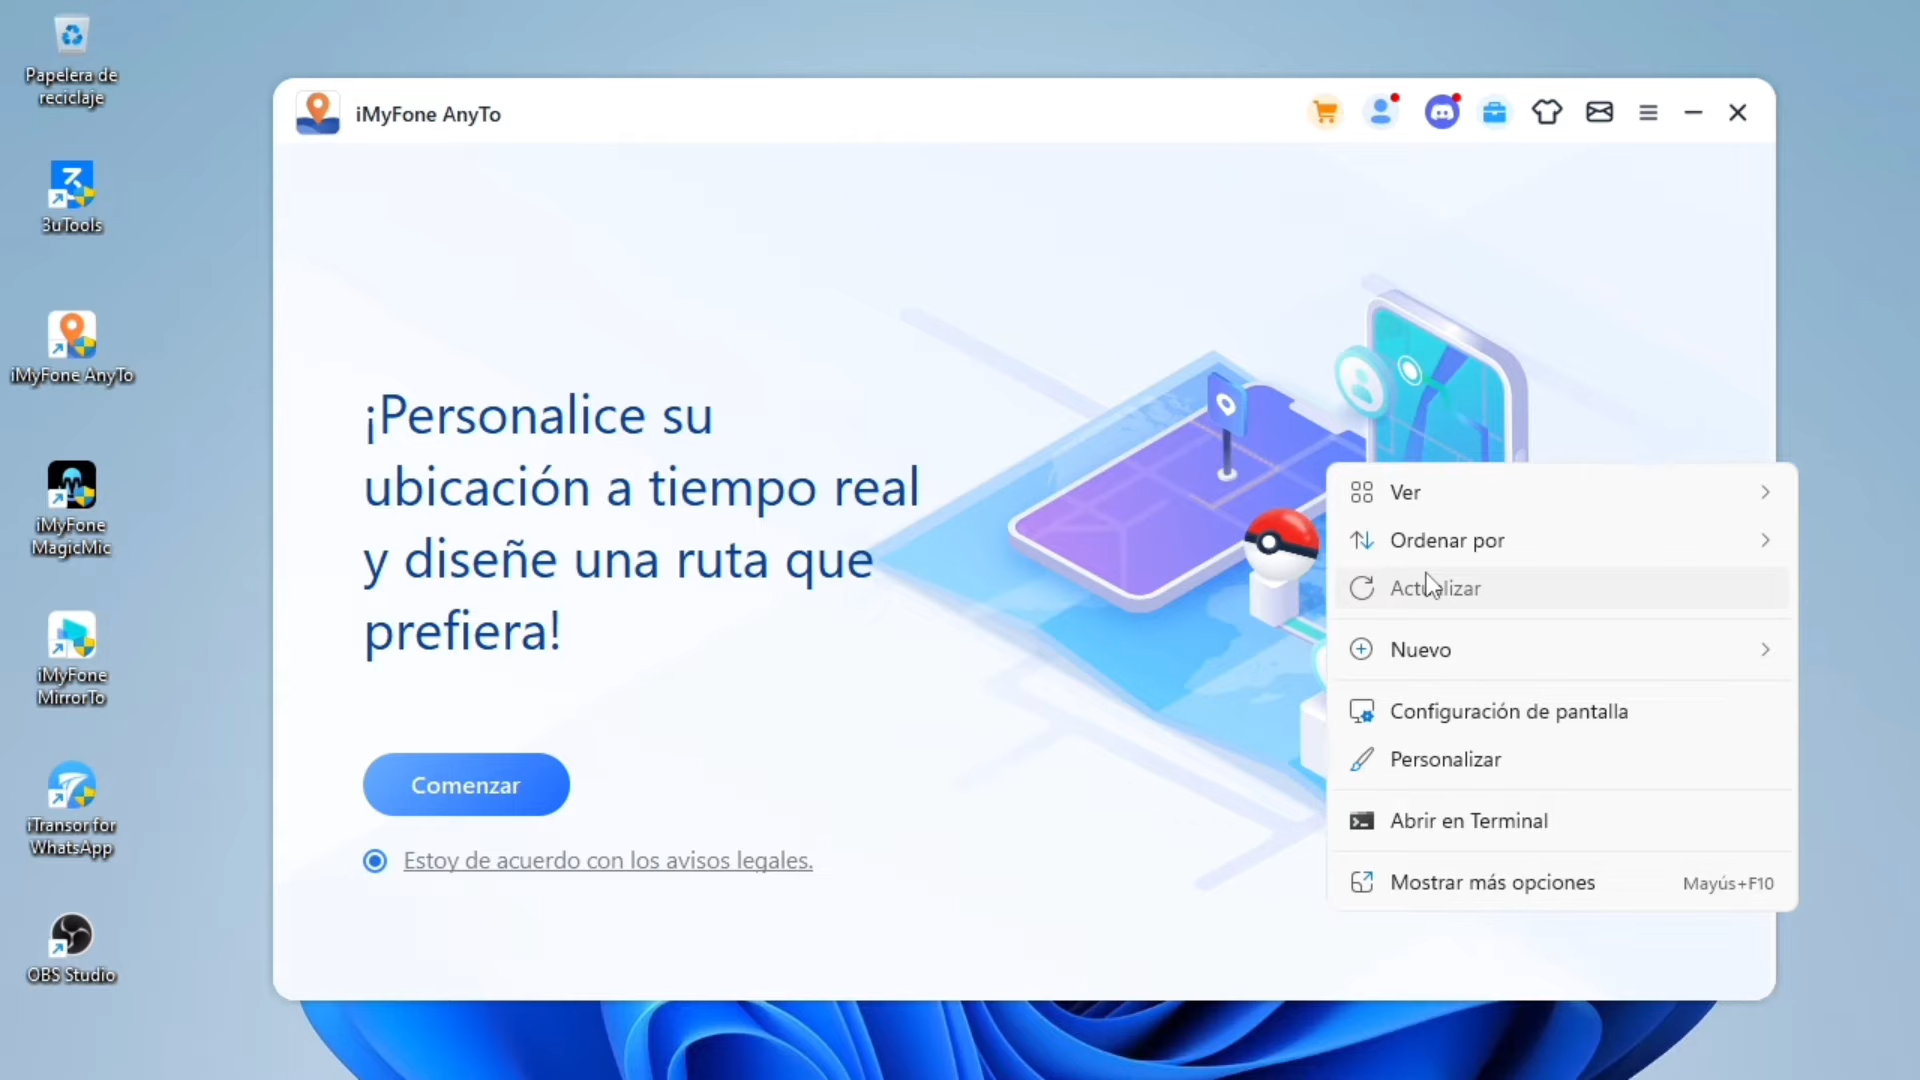 Papelera de
reciclaje
3uTools
iMyFone AnyTo
iMyFone
MagicMic
iMyFone
MirrorTo
iTransor for
WhatsApp
OBS Studio
iMyFone AnyTo
¡Personalice su
ubicación a tiempo real
y diseñe una ruta que
prefiera!
Comenzar
Estoy de acuerdo con los avisos legales.
Ver
Ordenar por
Actualizar
Nuevo
Configuración de pantalla
Personalizar
Abrir en Terminal
Mostrar más opciones Mayús+F10